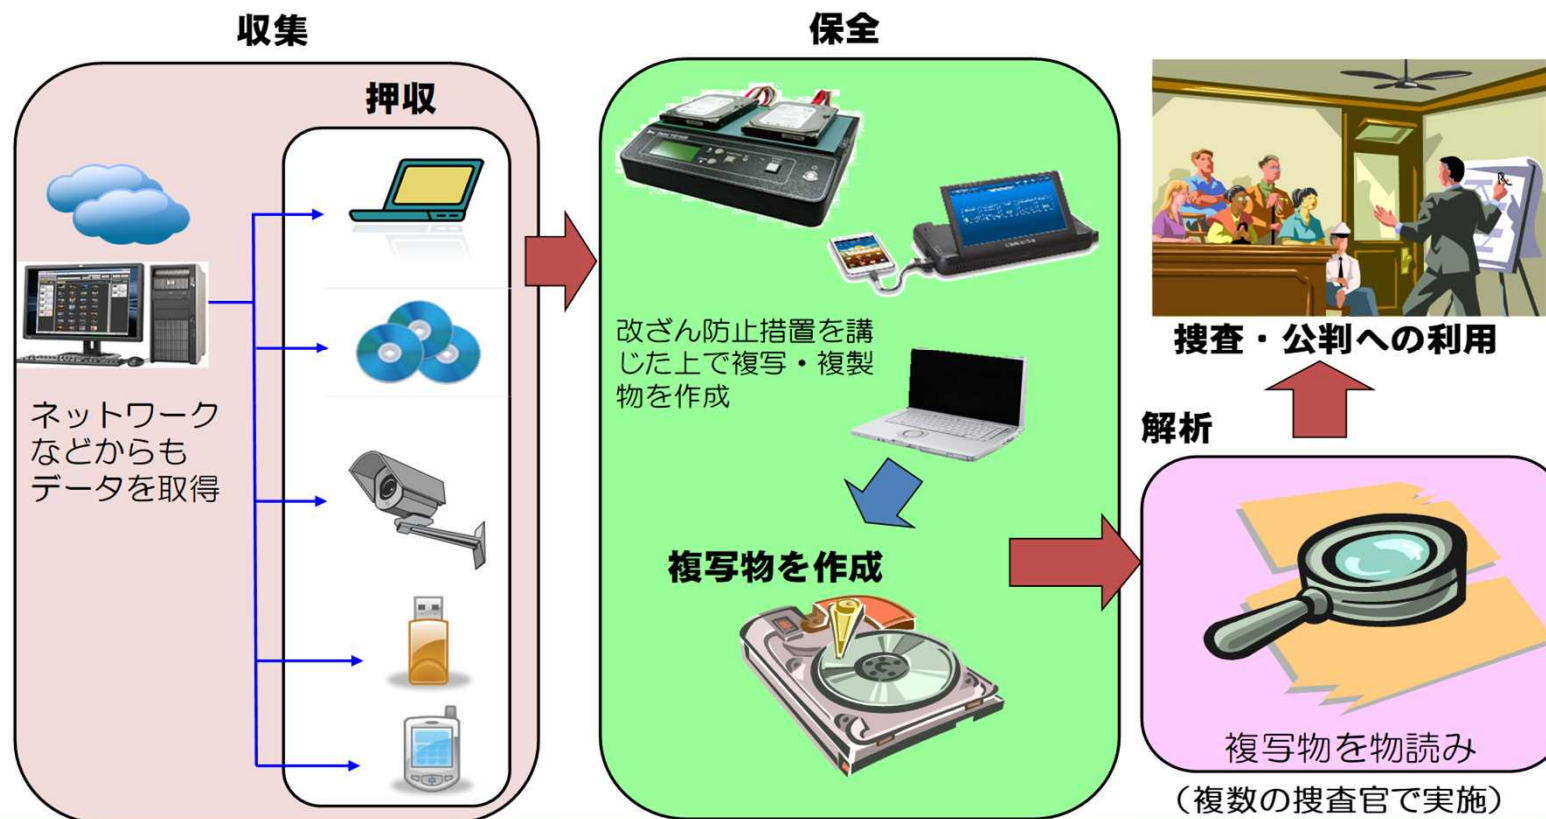 収集
押収
ネットワーク
などからも
データを取得
保全
改ざん防止措置を講
じた上で複写・複製
物を作成
複写物を作成
解析
複写物を物読み
（複数の捜査官で実施）
捜査・公判への利用